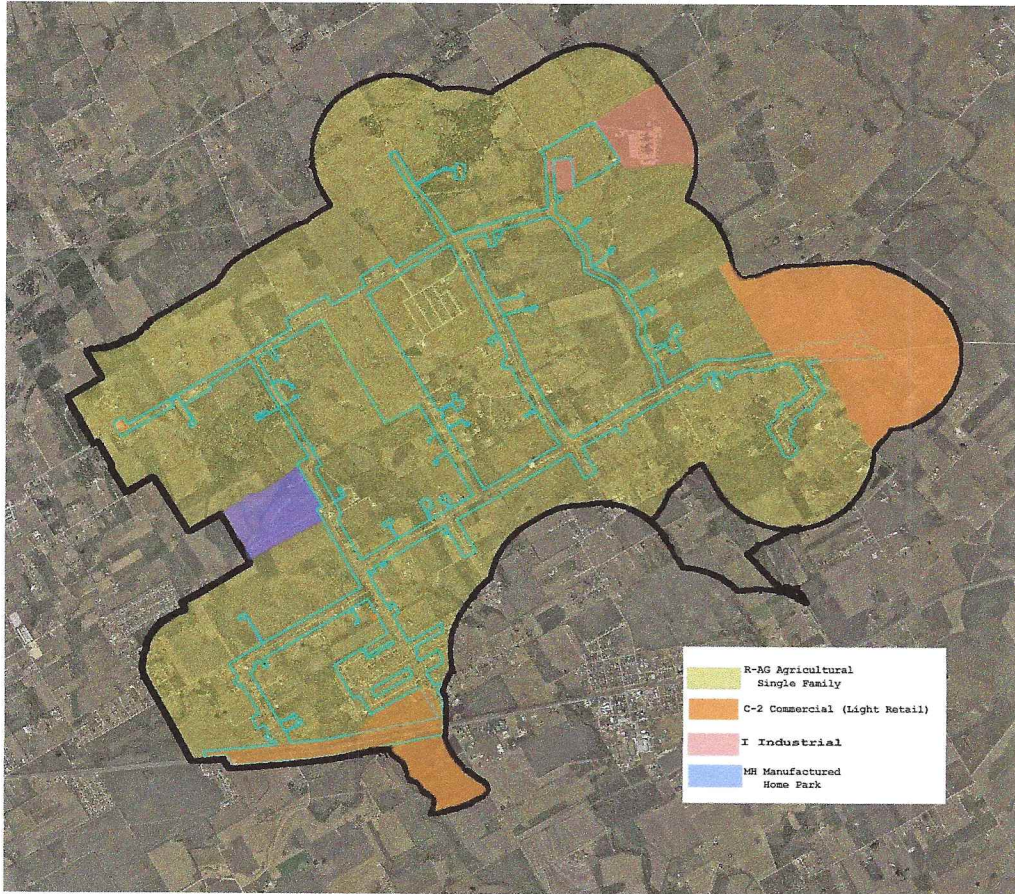 R-AG Agricultural
Single Family
C-2 Commercial (Light Retail)
I Industrial
MH Manufactured
Home Park